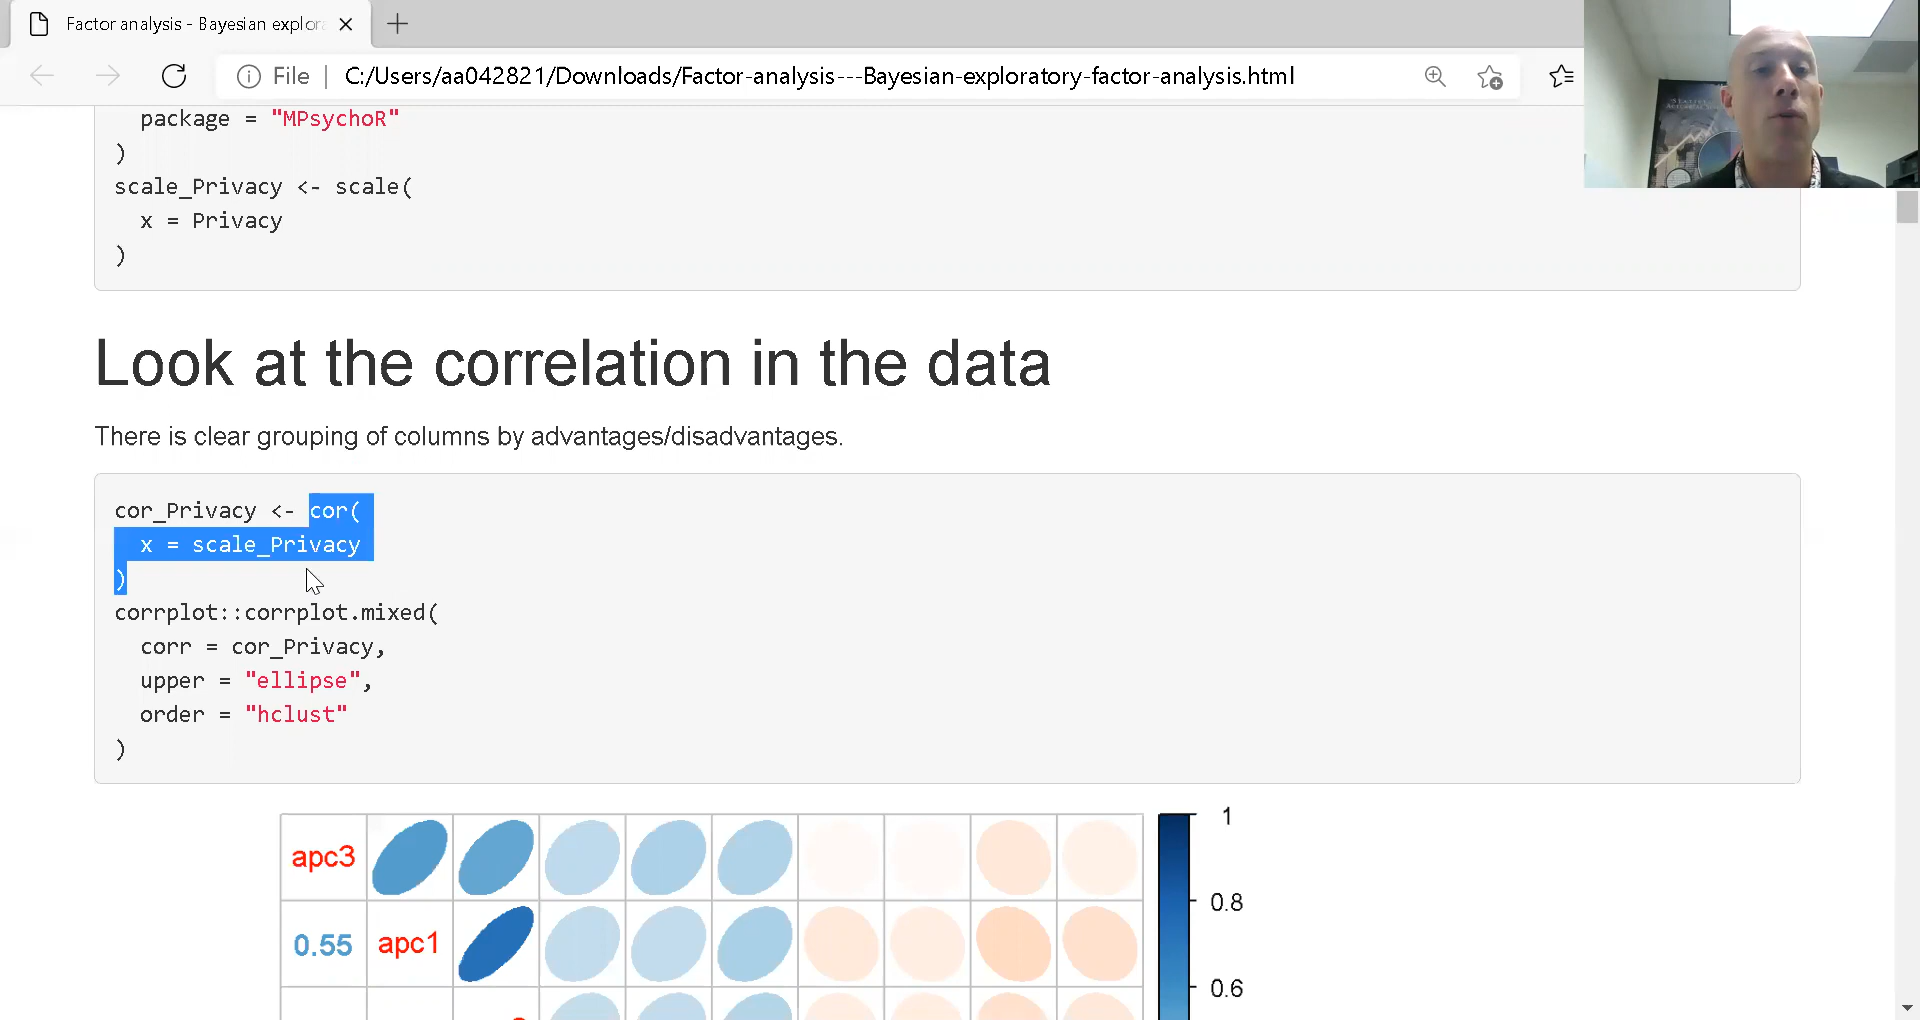 Factor analysis - Bayesian explora
File | C:/Users/aa042821/Downloads/Factor-analysis---Bayesian-exploratory-factor-analysis.html
package = "MPsychoR"
)
scale_Privacy <- scale(
x = Privacy
)
Look at the correlation in the data
There is clear grouping of columns by advantages/disadvantages.
cor_Privacy <- cor(
x = scale_Privacy
)
corrplot::corrplot.mixed(
corr = cor_Privacy,
upper = "ellipse",
order = "hclust"
)
1
apc3
0.8
0.55 apc1
0.6